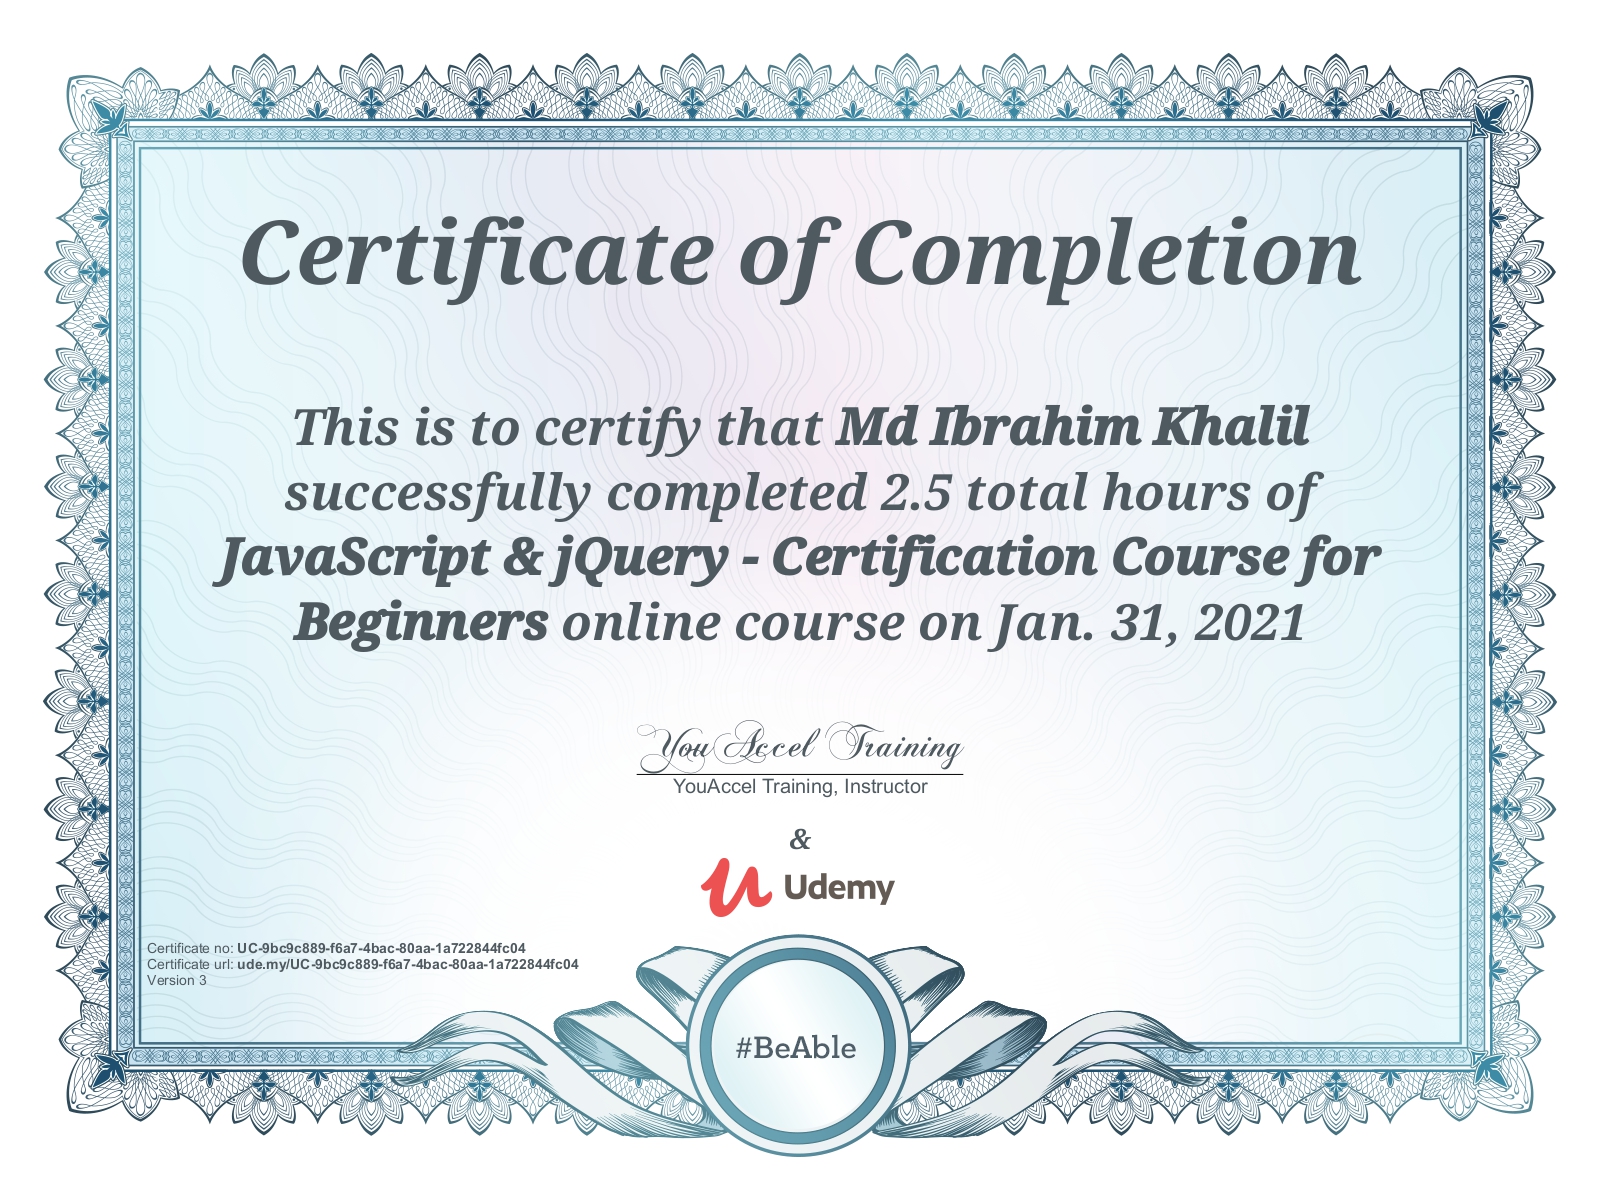 Certificate of Completion
This is to certify that Md Ibrahim Khalil
successfully completed 2.5 total hours of
JavaScript & jQuery - Certification Course for
Beginners online course on Jan. 31, 2021
YouAccel Training
YouAccel Training, Instructor
&
Udemy
Certificate no: UC-9bc9c889-f6a7-4bac-80aa-1a722844fc04
Certificate url: ude.my/UC-9bc9c889-f6a7-4bac-80aa-1a722844fc04
Version 3
#BeAble